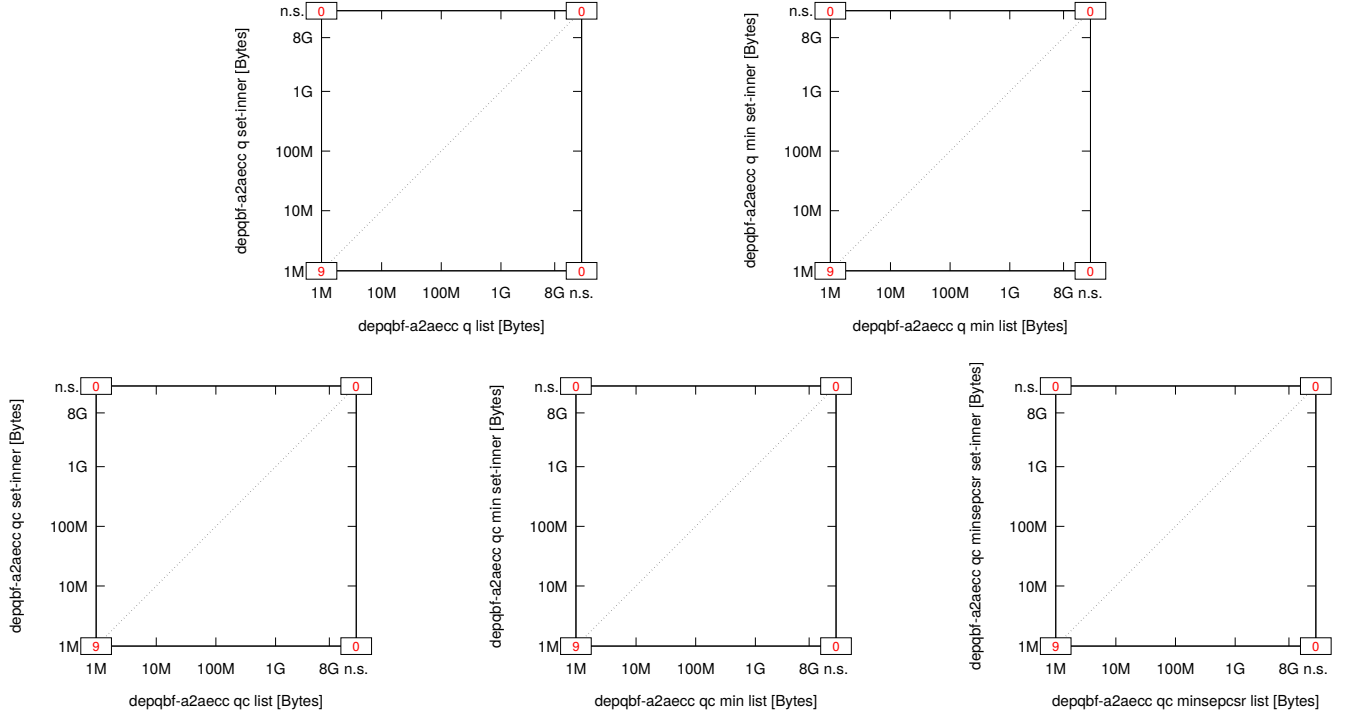 depqbf-a2aecc q set-inner [Bytes]
n.s.
8G
1G
100M
10M
1M
0
0
9
0
1M 10M 100M 1G 8G n.s.
depqbf-a2aecc q list [Bytes]
depqbf-a2aecc q min set-inner [Bytes]
n.s.
8G
1G
100M
10M
1M
0
0
9
0
1M 10M 100M 1G 8G n.s.
depqbf-a2aecc q min list [Bytes]
depqbf-a2aecc qc set-inner [Bytes]
n.s.
8G
1G
100M
10M
1M
0
0
9
0
1M 10M 100M 1G 8G n.s.
depqbf-a2aecc qc list [Bytes]
depqbf-a2aecc qc min set-inner [Bytes]
n.s.
8G
1G
100M
10M
1M
0
0
9
0
1M 10M 100M 1G 8G n.s.
depqbf-a2aecc qc min list [Bytes]
depqbf-a2aecc qc minsepcsr set-inner [Bytes]
n.s.
8G
1G
100M
10M
1M
0
0
9
0
1M 10M 100M 1G 8G n.s.
depqbf-a2aecc qc minsepcsr list [Bytes]